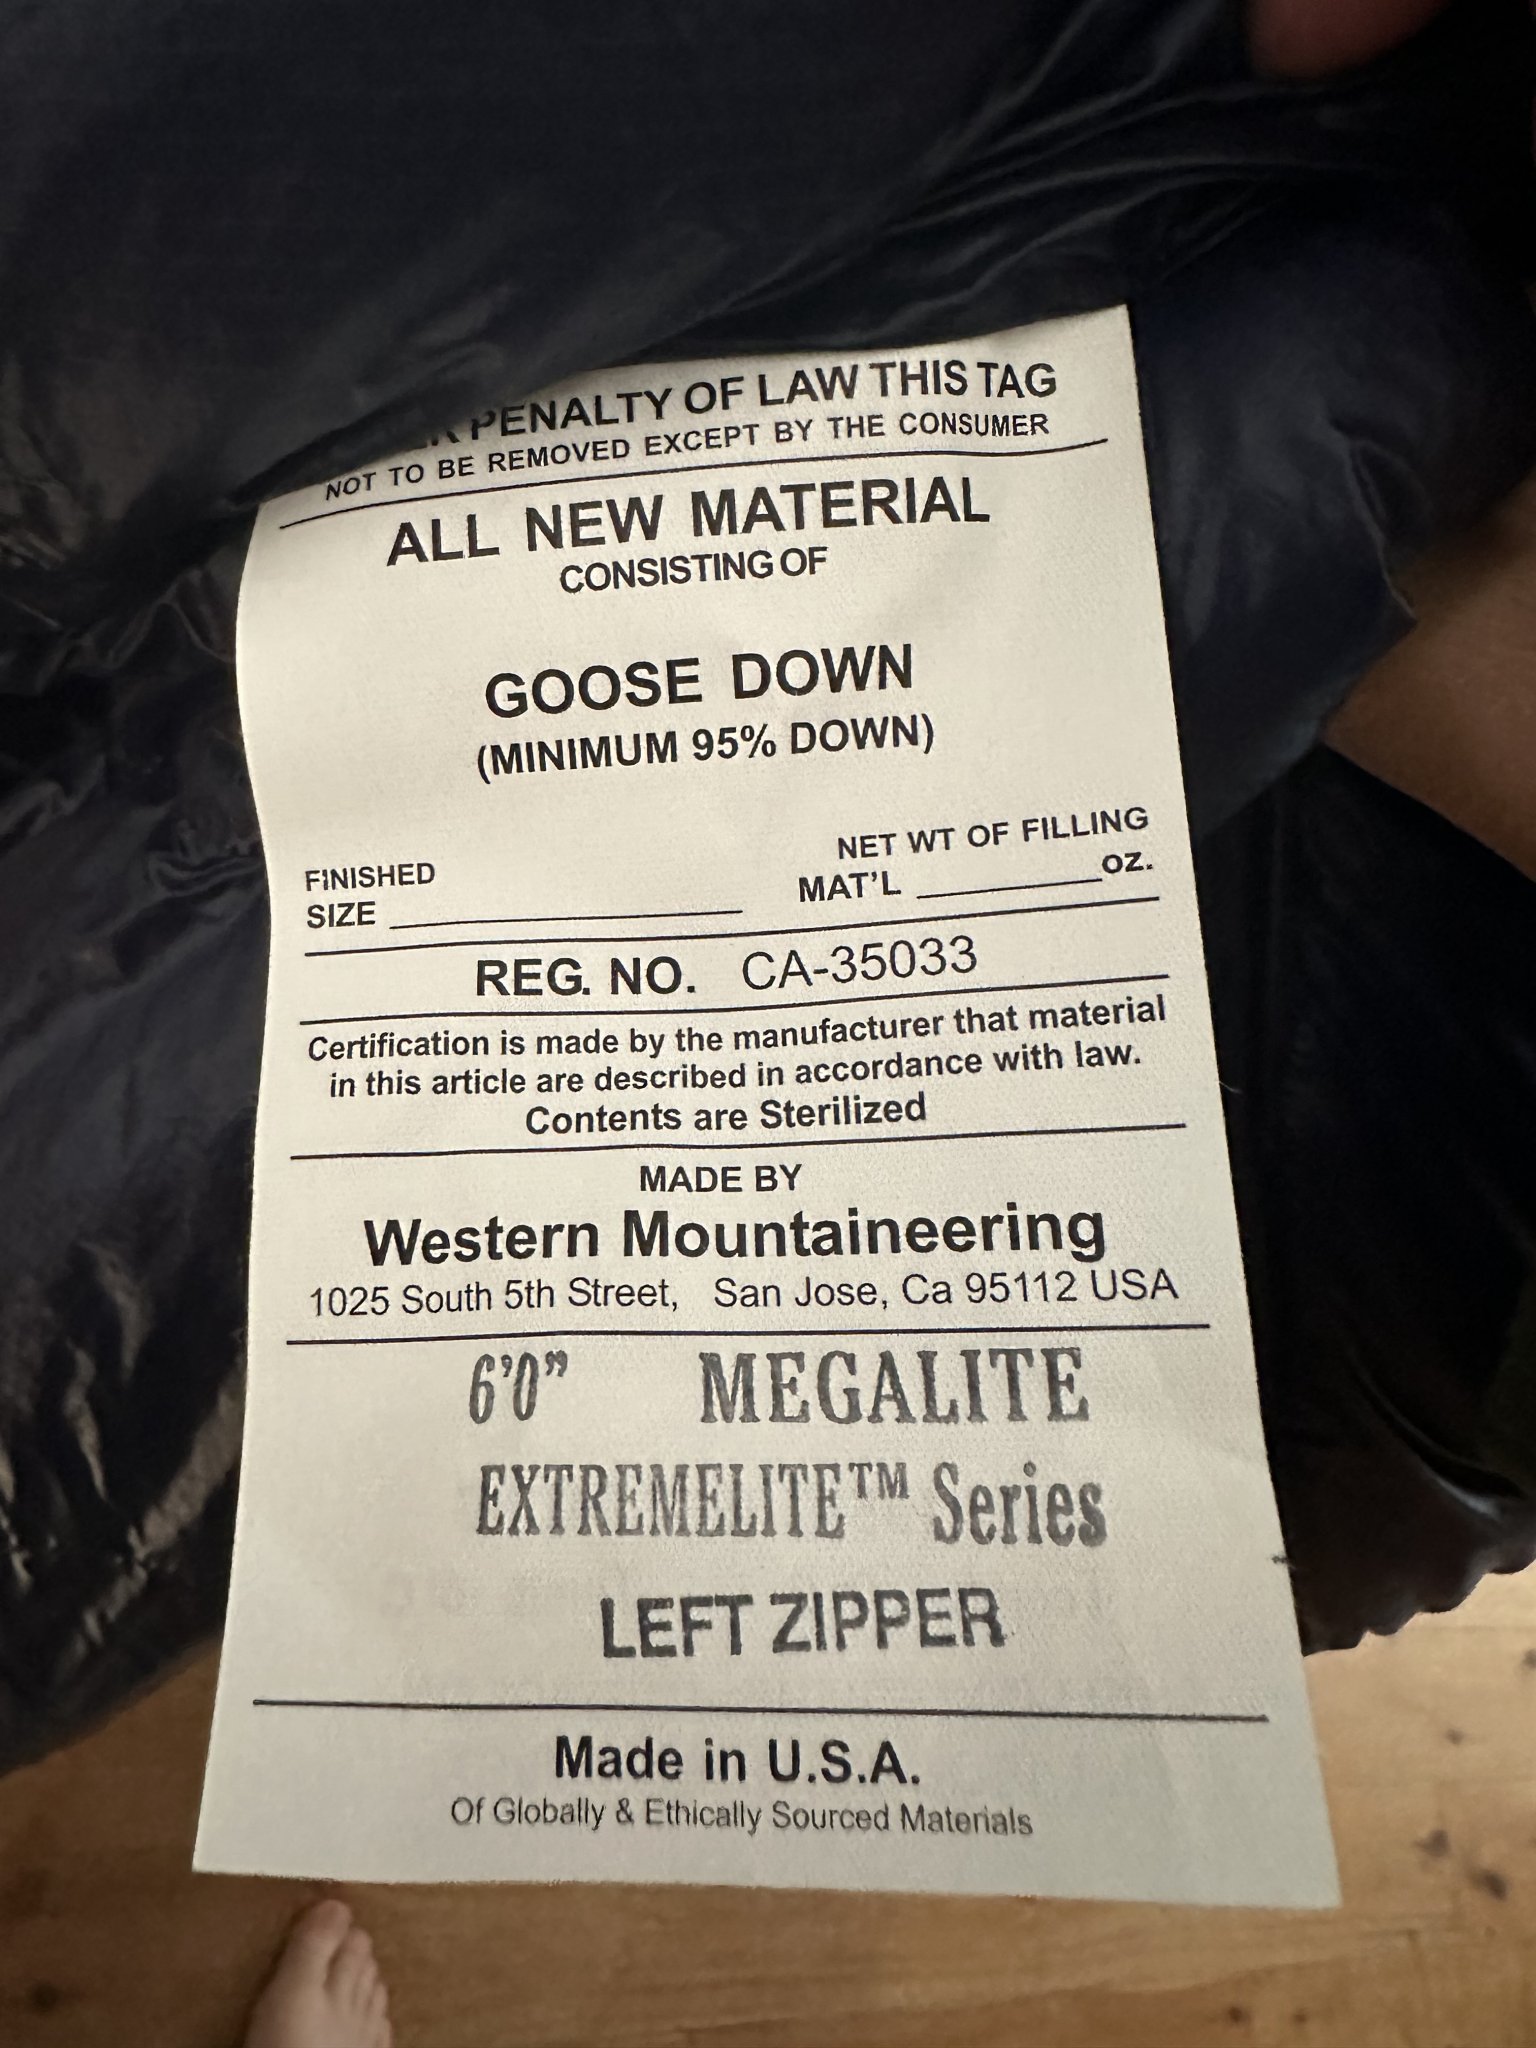 PENALTY OF LAW THIS TAG
NOT TO BE REMOVED EXCEPT BY THE CONSUMER
ALL NEW MATERIAL
CONSISTING OF
GOOSE DOWN
(MINIMUM 95% DOWN)
FINISHED
SIZE
NET WT OF FILLING
MAT'L oz.
REG. NO. CA-35033
Certification is made by the manufacturer that material
in this article are described in accordance with law.
Contents are Sterilized
MADE BY
Western Mountaineering
1025 South 5th Street, San Jose, Ca 95112 USA
6'0” MEGALITE
EXTREMELITE™ Series
LEFT ZIPPER
Made in U.S.A.
Of Globally & Ethically Sourced Materials